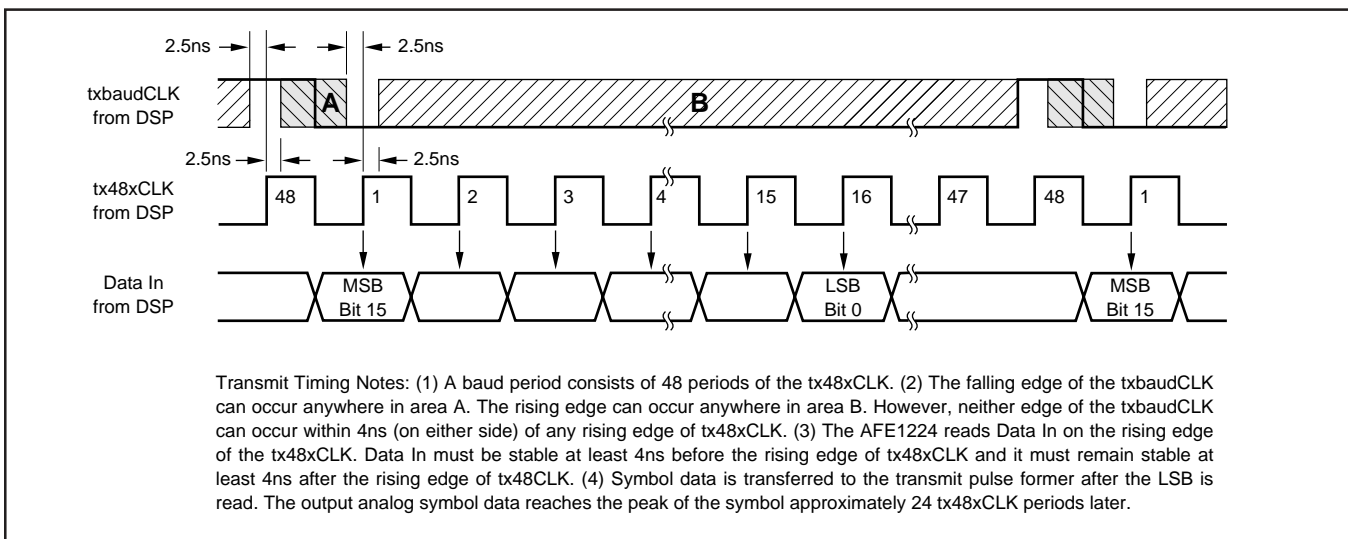 2.5ns
2.5ns
txbaudCLK
from DSP
A
B
2.5ns
2.5ns
tx48xCLK
from DSP
48
1
2
3
4
15
16
47
48
1
Data In
from DSP
MSB
Bit 15
LSB
Bit 0
MSB
Bit 15
Transmit Timing Notes: (1) A baud period consists of 48 periods of the tx48xCLK. (2) The falling edge of the txbaudCLK
can occur anywhere in area A. The rising edge can occur anywhere in area B. However, neither edge of the txbaudCLK
can occur within 4ns (on either side) of any rising edge of tx48xCLK. (3) The AFE1224 reads Data In on the rising edge
of the tx48xCLK. Data In must be stable at least 4ns before the rising edge of tx48xCLK and it must remain stable at
least 4ns after the rising edge of tx48CLK. (4) Symbol data is transferred to the transmit pulse former after the LSB is
read. The output analog symbol data reaches the peak of the symbol approximately 24 tx48xCLK periods later.